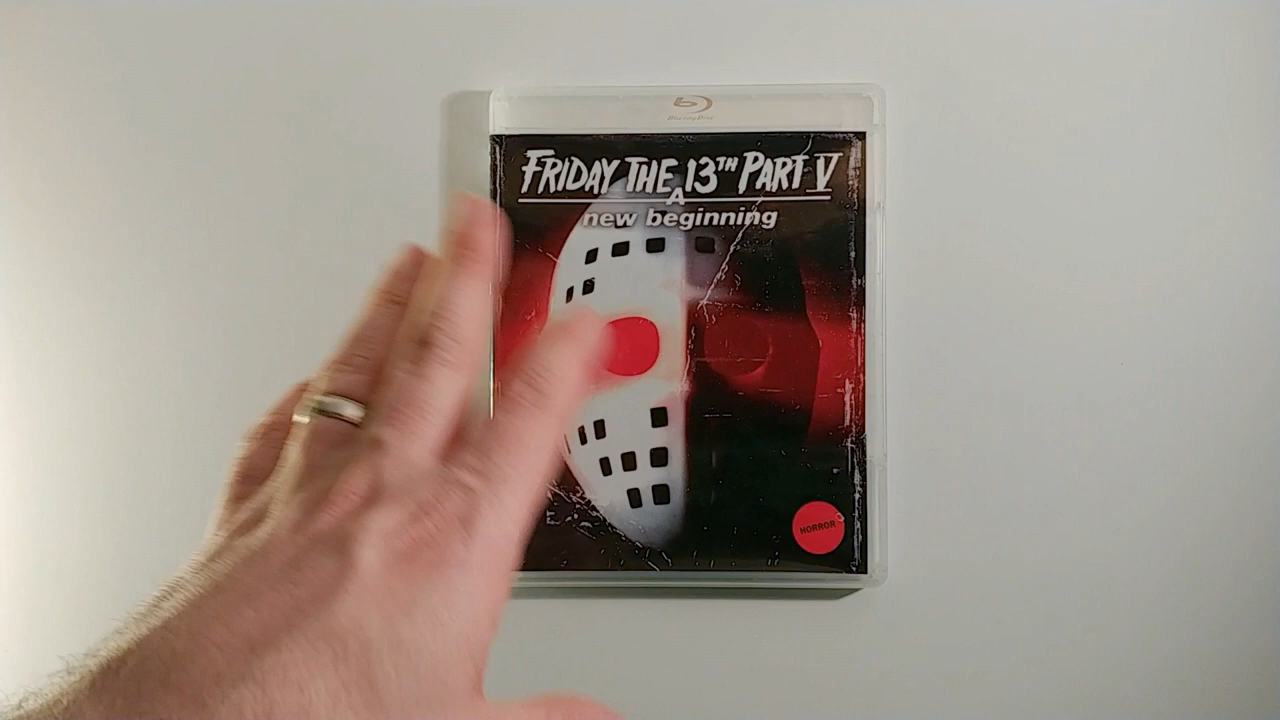 Blu-ray Disc
FRIDAY THE 13TH PART V
A
new beginning
HORROR